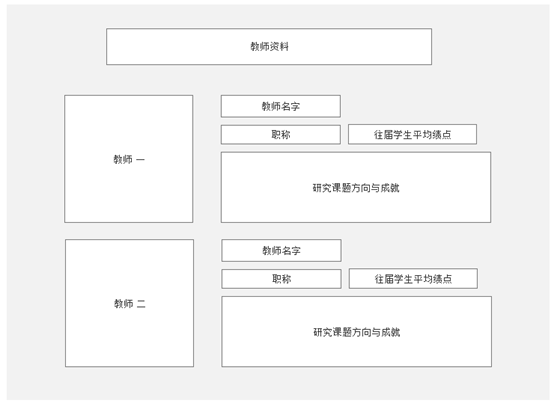 教师资料
教师 一
教师名字
职称
往届学生平均绩点
研究课题方向与成就
教师 二
教师名字
职称
往届学生平均绩点
研究课题方向与成就